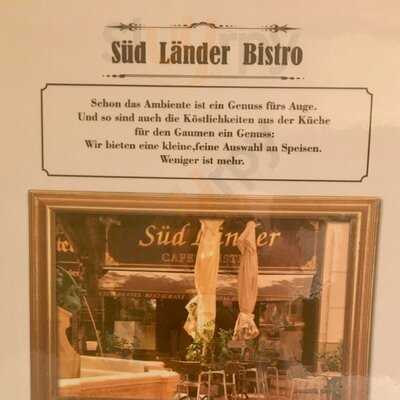 Süd Länder Bistro
Schon das Ambiente ist ein Genuss fürs Auge.
Und so sind auch die Köstlichkeiten aus der Küche
für den Gaumen ein Genuss:
Wir bieten eine kleine,feine Auswahl an Speisen.
Weniger ist mehr.
Süd Länder
CAFE